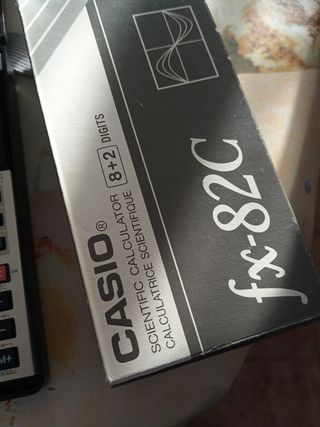 CASIO®
SCIENTIFIC CALCULATOR 8+2 DIGITS
CALCULATRICE SCIENTIFIQUE
fx-82C
M+